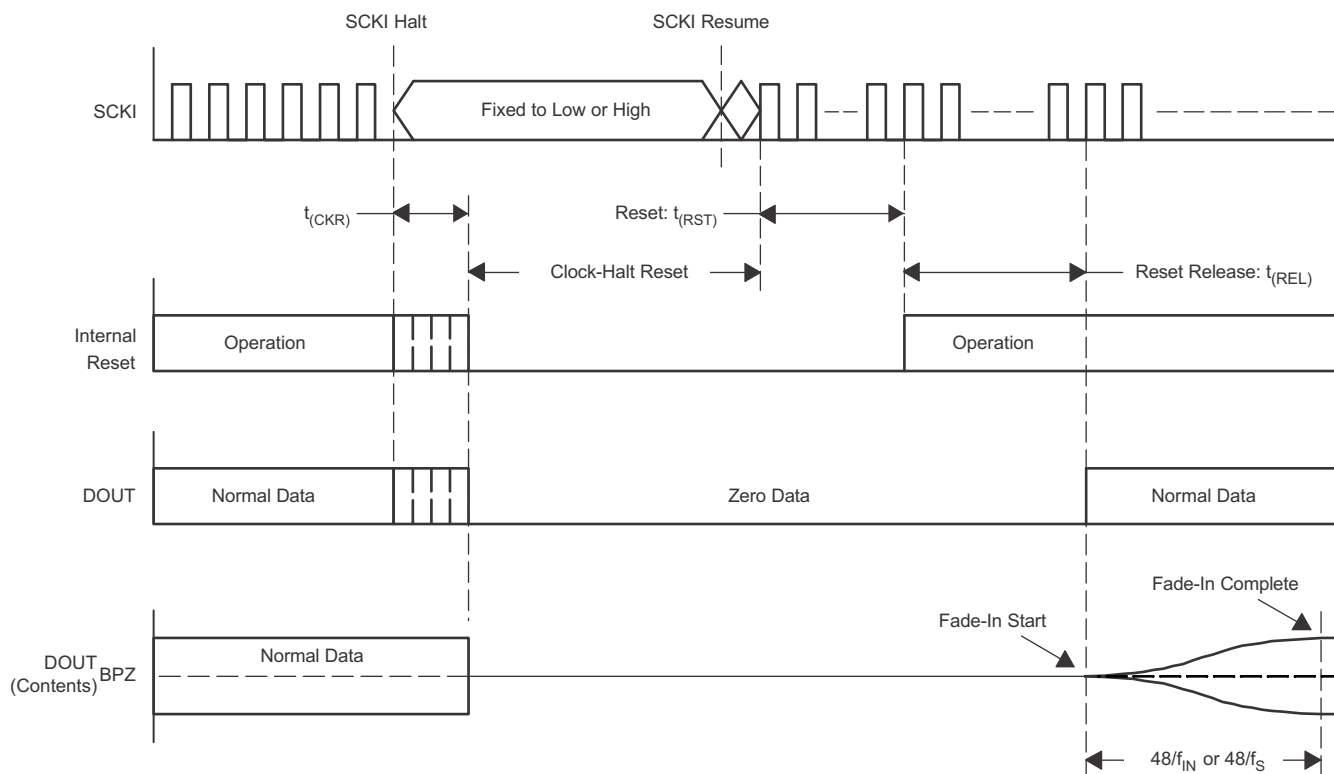 SCKI Halt
SCKI Resume
SCKI
Fixed to Low or High
t(CKR)
Reset: t(RST)
Clock-Halt Reset
Reset Release: t(REL)
Internal
Reset
Operation
Operation
DOUT
Normal Data
Zero Data
Normal Data
Fade-In Complete
Fade-In Start
DOUT
(Contents)
BPZ
Normal Data
48/fIN or 48/fS